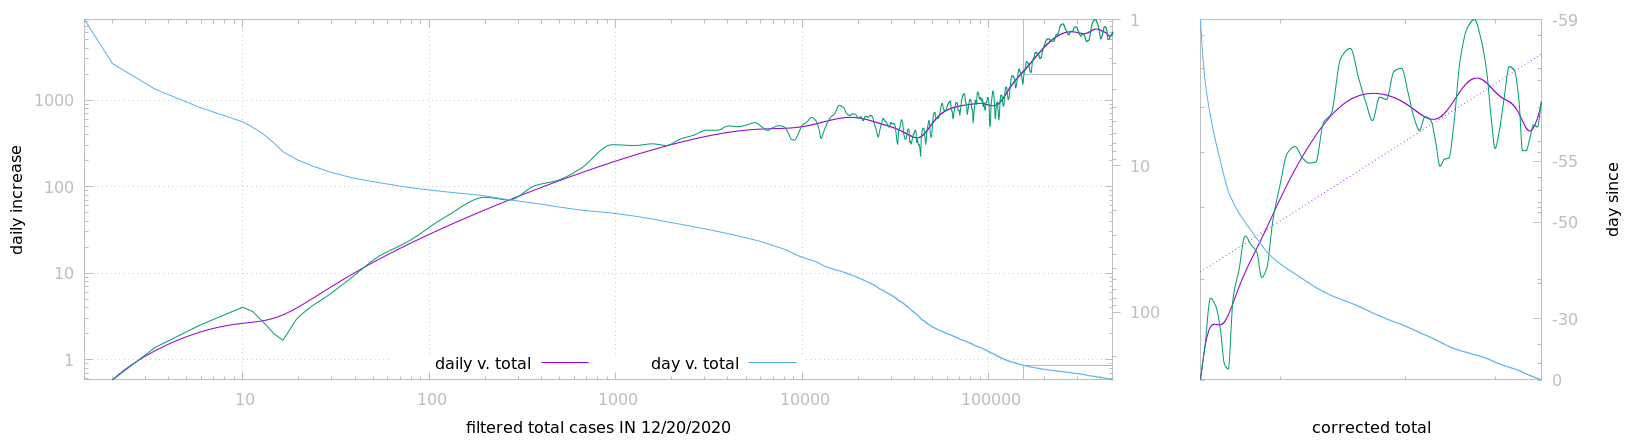 daily increase
1000
100
10
1
10
100
1000
10000
100000
1
10
100
daily v. total
day v. total
filtered total cases IN 12/20/2020
-59
-55
-50
-30
0
day since
corrected total